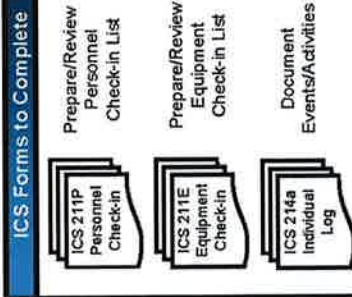 ICS Forms to Complete
ICS 211P
Personnel
Check-in
Prepare/Review
Personnel
Check-in List
ICS 211E
Equipment
Check-in
Prepare/Review
Equipment
Check-in List
ICS 214a
Individual
Log
Document
Events/Adivities